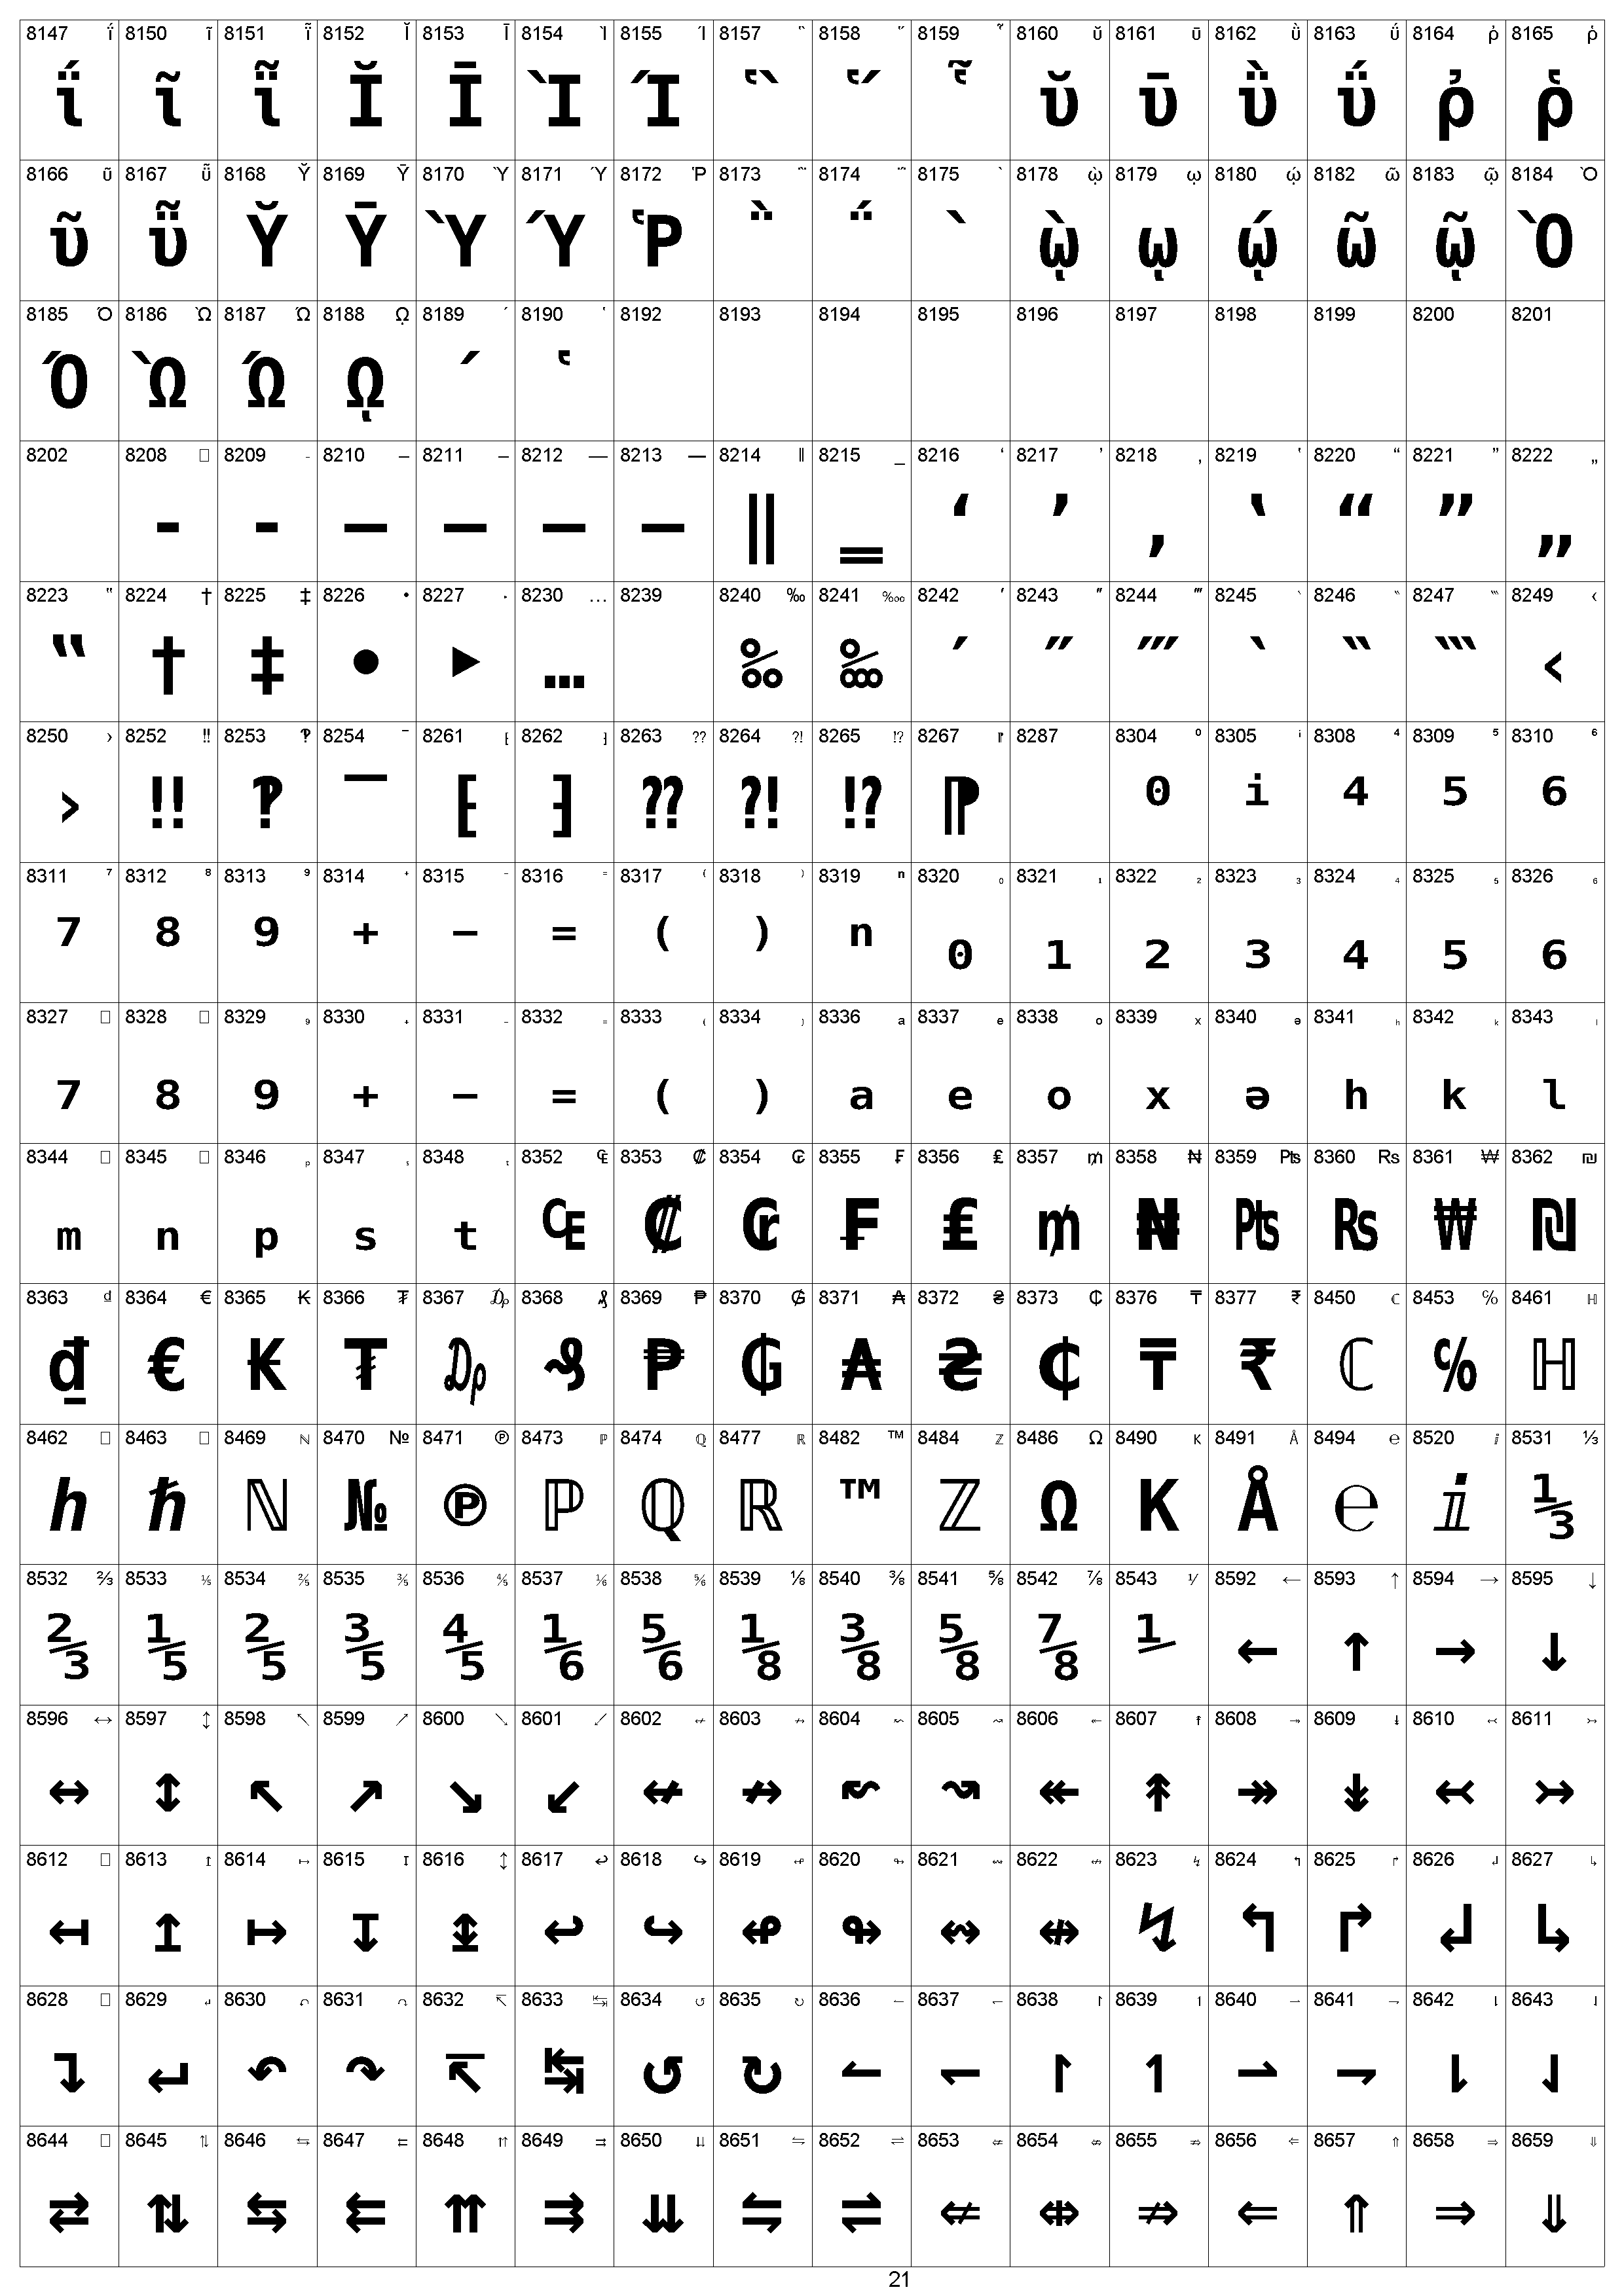 8147 ΐ 8150 ῖ 8151 ῗ 8152 Ῐ 8153 Ῑ 8154 Ὶ 8155 Ί 8157 ῝ 8158 ῞ 8159 ῟ 8160 ῠ 8161 ῡ 8162 ῢ 8163 ΰ 8164 ῤ 8165 ῥ
ΐ ῖ ῗ Ῐ Ῑ Ὶ Ί ῝ ῞ ῟ ῠ ῡ ῢ ΰ ῤ ῥ
8166 ῦ 8167 ῧ 8168 Ῠ 8169 Ῡ 8170 Ὺ 8171 Ύ 8172 Ῥ 8173 ῭ 8174 ΅ 8175 ` 8178 ῲ 8179 ῳ 8180 ῴ 8182 ῶ 8183 ῷ 8184 Ὸ
ῦ ῧ Ῠ Ῡ Ὺ Ύ Ῥ ῭ ΅ ` ῲ ῳ ῴ ῶ ῷ Ὸ
8185 Ό 8186 Ὼ 8187 Ώ 8188 ῼ 8189 ´ 8190 ῾ 8192 8193 8194 8195 8196 8197 8198 8199 8200 8201
Ό Ὼ Ώ ῼ ´ ῾
8202 8208 □ 8209 ‑ 8210 ‒ 8211 – 8212 — 8213 ― 8214 ‖ 8215 ‗ 8216 ‘ 8217 ’ 8218 ‚ 8219 ‛ 8220 “ 8221 ” 8222 „
‐ ‑ ‒ – — ― ‖ ‗ ‘ ’ ‚ ‛ “ ” „
8223 ‟ 8224 † 8225 ‡ 8226 • 8227 ‣ 8230 … 8239 8240 ‰ 8241 ‱ 8242 ′ 8243 ″ 8244 ‴ 8245 ‵ 8246 ‶ 8247 ‷ 8249 ‹
‟ † ‡ • ‣ … ‰ ‱ ′ ″ ‴ ‵ ‶ ‷ ‹
8250 › 8252 ‼ 8253 ‽ 8254 ‾ 8261 ⁅ 8262 ⁆ 8263 ⁇ 8264 ⁈ 8265 ⁉ 8267 ⁋ 8287 8304 ⁰ 8305 ⁱ 8308 ⁴ 8309 ⁵ 8310 ⁶
› ‼ ‽ ‾ ⁅ ⁆ ⁇ ⁈ ⁉ ⁋ ⁰ ⁱ ⁴ ⁵ ⁶
8311 ⁷ 8312 ⁸ 8313 ⁹ 8314 ⁺ 8315 ⁻ 8316 ⁼ 8317 ⁽ 8318 ⁾ 8319 ⁿ 8320 ₀ 8321 ₁ 8322 ₂ 8323 ₃ 8324 ₄ 8325 ₅ 8326 ₆
⁷ ⁸ ⁹ ⁺ ⁻ ⁼ ⁽ ⁾ ⁿ ₀ ₁ ₂ ₃ ₄ ₅ ₆
8327 □ 8328 □ 8329 ₉ 8330 ₊ 8331 ₋ 8332 ₌ 8333 ₍ 8334 ₎ 8336 ₐ 8337 ₑ 8338 ₒ 8339 ₓ 8340 ₔ 8341 ₕ 8342 ₖ 8343 ₗ
₇ ₈ ₉ ₊ ₋ ₌ ₍ ₎ ₐ ₑ ₒ ₓ ₔ ₕ ₖ ₗ
8344 □ 8345 □ 8346 ₚ 8347 ₛ 8348 ₜ 8352 ₠ 8353 ₡ 8354 ₢ 8355 ₣ 8356 ₤ 8357 ₥ 8358 ₦ 8359 ₧ 8360 ₨ 8361 ₩ 8362 ₪
ₘ ₙ ₚ ₛ ₜ ₠ ₡ ₢ ₣ ₤ ₥ ₦ ₧ ₨ ₩ ₪
8363 ₫ 8364 € 8365 ₭ 8366 ₮ 8367 ₯ 8368 ₰ 8369 ₱ 8370 ₲ 8371 ₳ 8372 ₴ 8373 ₵ 8376 ₸ 8377 ₹ 8450 ℂ 8453 ℅ 8461 ℍ
₫ € ₭ ₮ ₯ ₰ ₱ ₲ ₳ ₴ ₵ ₸ ₹ ℂ ℅ ℍ
8462 □ 8463 □ 8469 ℕ 8470 № 8471 ℗ 8473 ℙ 8474 ℚ 8477 ℝ 8482 ™ 8484 ℤ 8486 Ω 8490 K 8491 Å 8494 ℮ 8520 ⅈ 8531 ⅓
ℎ ℏ ℕ № ℗ ℙ ℚ ℝ ™ ℤ Ω K Å ℮ ⅈ ⅓
8532 ⅔ 8533 ⅕ 8534 ⅖ 8535 ⅗ 8536 ⅘ 8537 ⅙ 8538 ⅚ 8539 ⅛ 8540 ⅜ 8541 ⅝ 8542 ⅞ 8543 ⅟ 8592 ← 8593 ↑ 8594 → 8595 ↓
⅔ ⅕ ⅖ ⅗ ⅘ ⅙ ⅚ ⅛ ⅜ ⅝ ⅞ ⅟ ← ↑ → ↓
8596 ↔ 8597 ↕ 8598 ↖ 8599 ↗ 8600 ↘ 8601 ↙ 8602 ↚ 8603 ↛ 8604 ↜ 8605 ↝ 8606 ↞ 8607 ↟ 8608 ↠ 8609 ↡ 8610 ↢ 8611 ↣
↔ ↕ ↖ ↗ ↘ ↙ ↚ ↛ ↜ ↝ ↞ ↟ ↠ ↡ ↢ ↣
8612 □ 8613 ↥ 8614 ↦ 8615 ↧ 8616 ↨ 8617 ↩ 8618 ↪ 8619 ↫ 8620 ↬ 8621 ↭ 8622 ↮ 8623 ↯ 8624 ↰ 8625 ↱ 8626 ↲ 8627 ↳
↤ ↥ ↦ ↧ ↨ ↩ ↪ ↫ ↬ ↭ ↮ ↯ ↰ ↱ ↲ ↳
8628 □ 8629 ↵ 8630 ↶ 8631 ↷ 8632 ↸ 8633 ↹ 8634 ↺ 8635 ↻ 8636 ↼ 8637 ↽ 8638 ↾ 8639 ↿ 8640 ⇀ 8641 ⇁ 8642 ⇂ 8643 ⇃
↴ ↵ ↶ ↷ ↸ ↹ ↺ ↻ ↼ ↽ ↾ ↿ ⇀ ⇁ ⇂ ⇃
8644 □ 8645 ⇅ 8646 ⇆ 8647 ⇇ 8648 ⇈ 8649 ⇉ 8650 ⇊ 8651 ⇋ 8652 ⇌ 8653 ⇍ 8654 ⇎ 8655 ⇏ 8656 ⇐ 8657 ⇑ 8658 ⇒ 8659 ⇓
⇄ ⇅ ⇆ ⇇ ⇈ ⇉ ⇊ ⇋ ⇌ ⇍ ⇎ ⇏ ⇐ ⇑ ⇒ ⇓
21